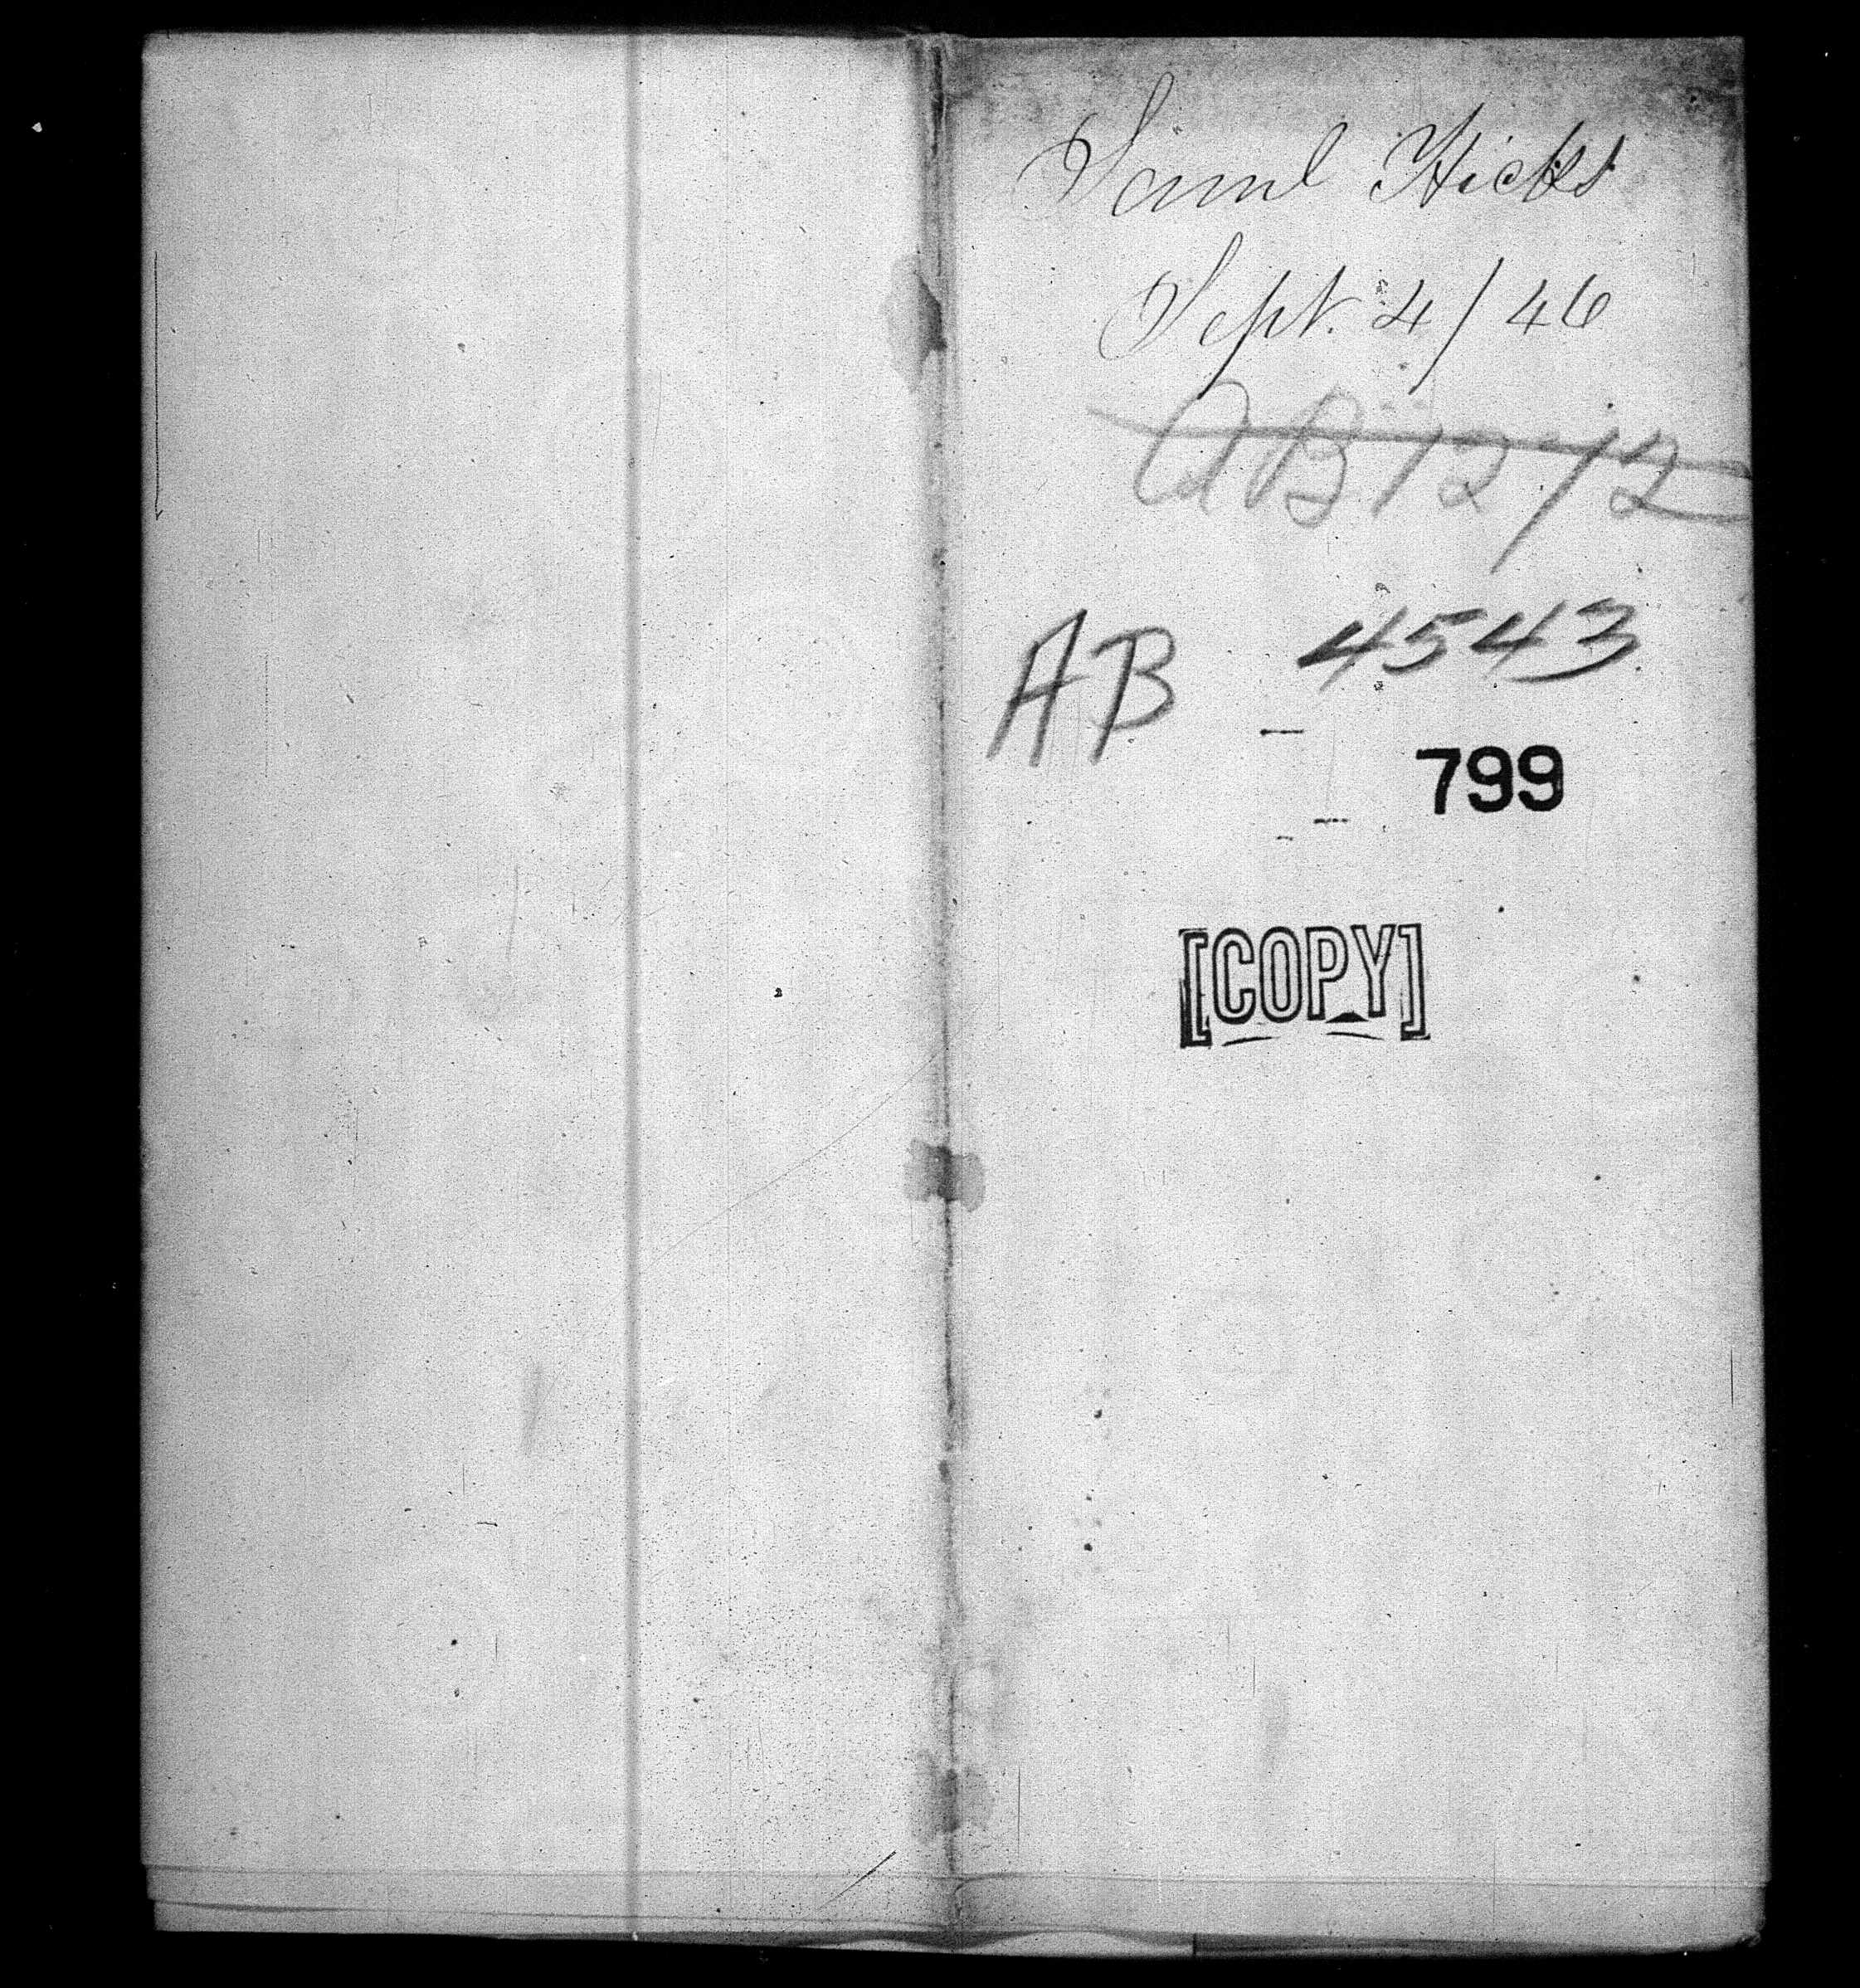 Saml Hicks
Sept. 4/46
AB 1272
AB 4543
799
[COPY]